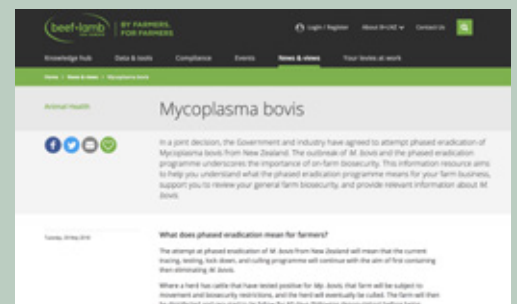 beef+lamb
BY FARMERS.
FOR FARMERS
Login / Register About B+LNZ Contact Us
Knowledge hub Data & tools Compliance Events News & views Your levies at work
Home > News & views > Mycoplasma bovis
Animal Health
Mycoplasma bovis
In a joint decision, the Government and industry have agreed to attempt phased eradication of
Mycoplasma bovis from New Zealand. The outbreak of M. bovis and the phased eradication
programme underscores the importance of on-farm biosecurity. This information resource aims
to help you understand what the phased eradication programme means for your farm business,
support you to review your general farm biosecurity, and provide relevant information about M.
bovis.
Tuesday, 29 May 2018
What does phased eradication mean for farmers?
The attempt at phased eradication of M. bovis from New Zealand will mean that the current
tracing, testing, lock down, and culling programme will continue with the aim of first containing
then eliminating M. bovis.
Where a herd has cattle that have tested positive for Mp. bovis, that farm will be subject to
movement and biosecurity restrictions, and the herd will eventually be culled. The farm will then